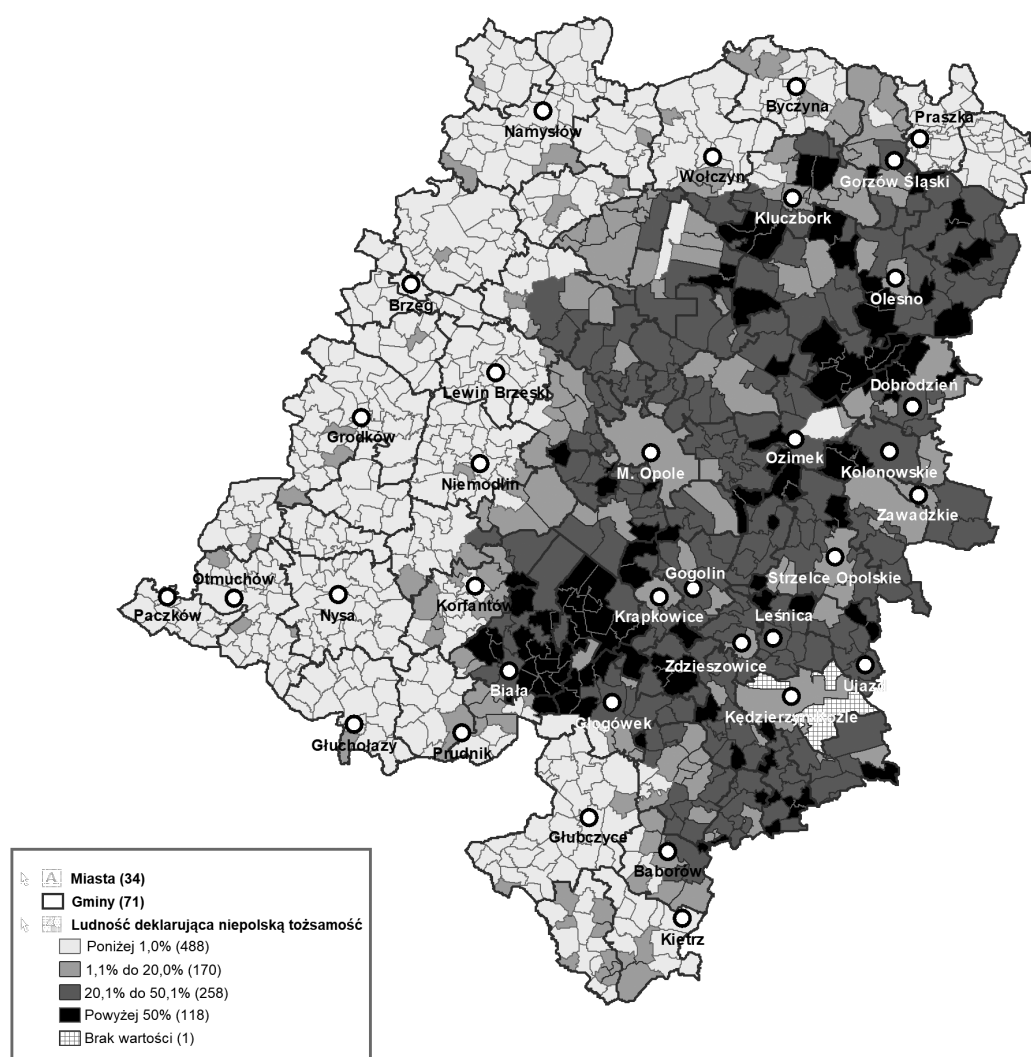 Byczyna
Praszka
Namysłów
Wołczyn
Gorzów Śląski
Kluczbork
Olesno
Brzeg
Lewin Brzeski
Dobrodzień
Grodków
M. Opole
Ozimek
Kolonowskie
Niemodlin
Zawadzkie
Otmuchów
Gogolin
Strzelce Opolskie
Paczków
Nysa
Korfantów
Krapkowice
Leśnica
Zdzieszowice
Biała
Ujazd
Głogówek
Kędzierzyn-Koźle
Głuchołazy
Prudnik
Głubczyce
Baborów
Kietrz
A Miasta (34)
Gminy (71)
Ludność deklarująca niepolską tożsamość
Poniżej 1,0% (488)
1,1% do 20,0% (170)
20,1% do 50,1% (258)
Powyżej 50% (118)
Brak wartości (1)